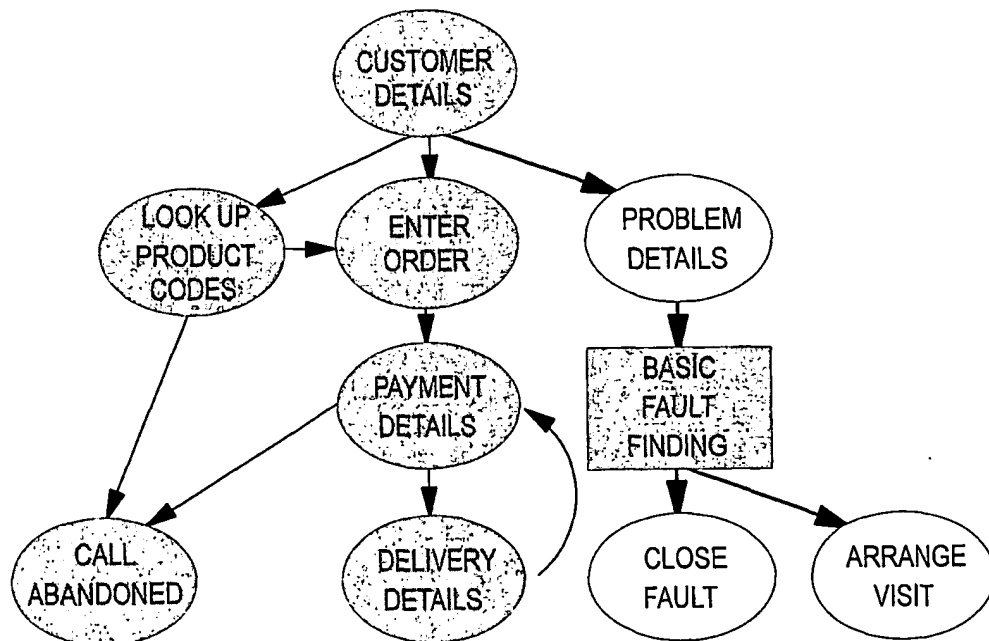 CUSTOMER
DETAILS
LOOK UP
PRODUCT
CODES
ENTER
ORDER
PROBLEM
DETAILS
PAYMENT
DETAILS
BASIC
FAULT
FINDING
CALL
ABANDONED
DELIVERY
DETAILS
CLOSE
FAULT
ARRANGE
VISIT